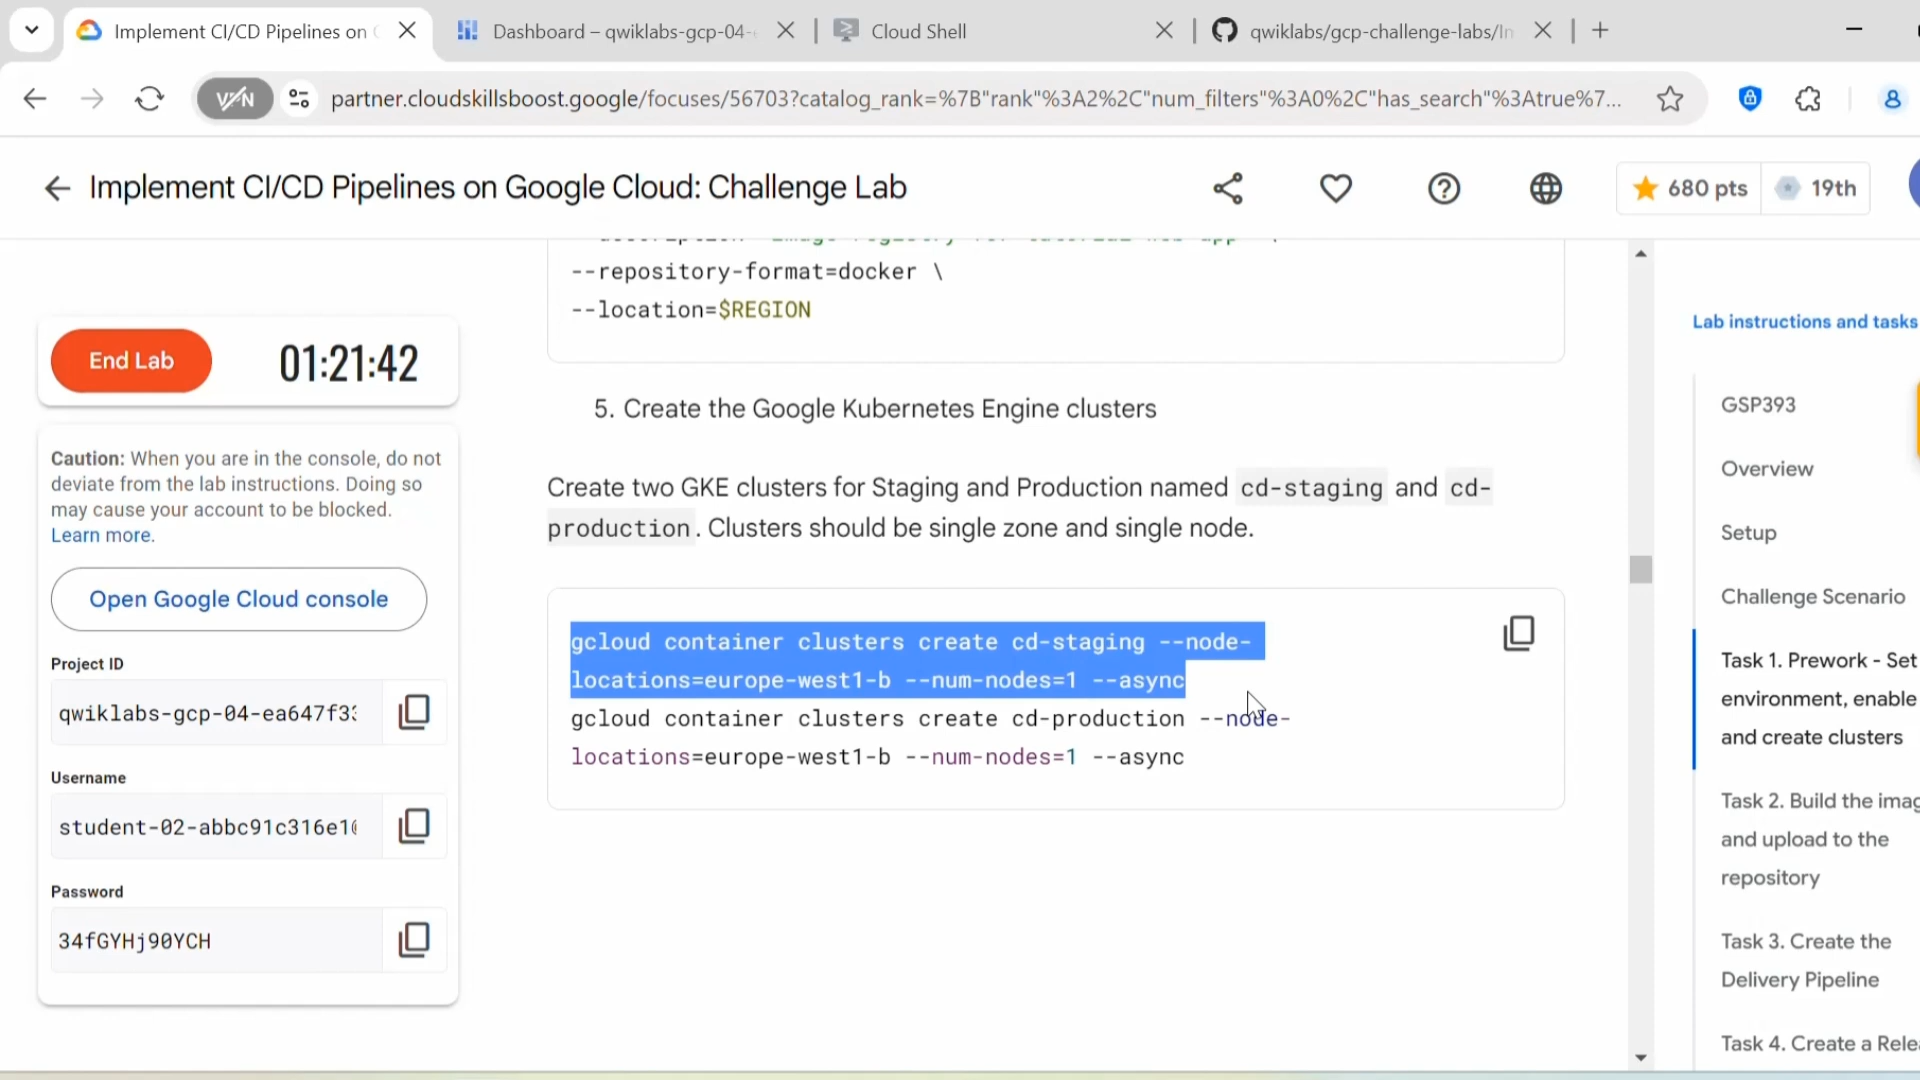 Implement CI/CD Pipelines on
Dashboard – qwiklabs-gcp-04-
Cloud Shell
qwiklabs/gcp-challenge-labs/In
VPN
partner.cloudskillsboost.google/focuses/56703?catalog_rank=%7B"rank"%3A2%2C"num_filters"%3A0%2C"has_search"%3Atrue%7...
Implement CI/CD Pipelines on Google Cloud: Challenge Lab
680 pts
19th
End Lab
01:21:42
Caution: When you are in the console, do not
deviate from the lab instructions. Doing so
may cause your account to be blocked.
Learn more.
Open Google Cloud console
Project ID
qwiklabs-gcp-04-ea647f33
Username
student-02-abbc91c316e1@
Password
34fGYHj90YCH
--repository-format=docker \
--location=$REGION
5. Create the Google Kubernetes Engine clusters
Create two GKE clusters for Staging and Production named cd-staging and cd-
production. Clusters should be single zone and single node.
gcloud container clusters create cd-staging --node-
locations=europe-west1-b --num-nodes=1 --async
gcloud container clusters create cd-production --node-
locations=europe-west1-b --num-nodes=1 --async
Lab instructions and tasks
GSP393
Overview
Setup
Challenge Scenario
Task 1. Prework - Set
environment, enable
and create clusters
Task 2. Build the imag
and upload to the
repository
Task 3. Create the
Delivery Pipeline
Task 4. Create a Rele